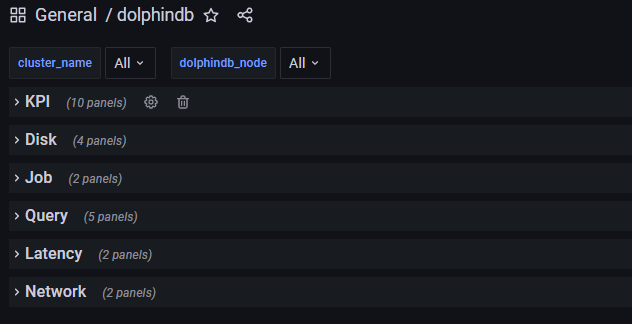 General / dolphindb
cluster_name All dolphindb_node All
KPI (10 panels)
Disk (4 panels)
Job (2 panels)
Query (5 panels)
Latency (2 panels)
Network (2 panels)